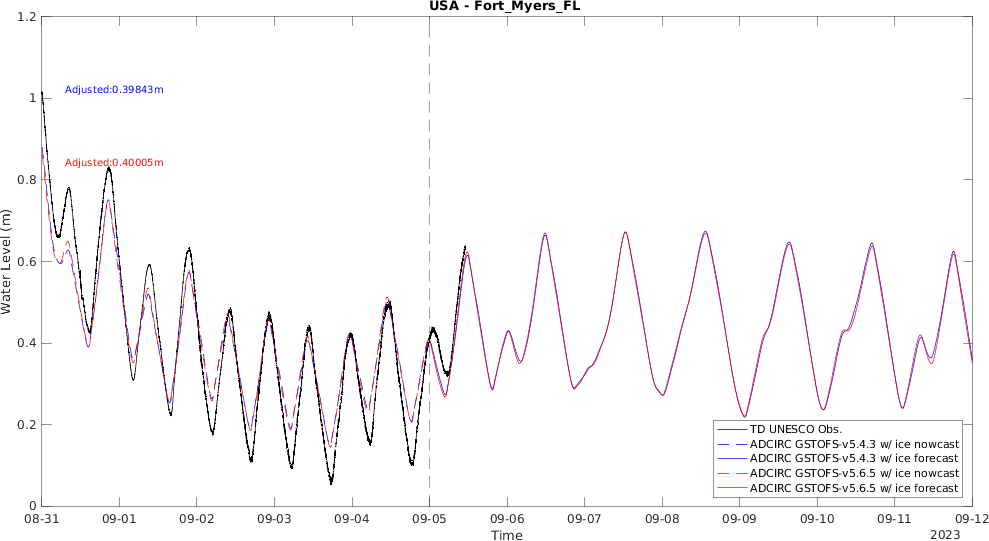 USA - Fort_Myers_FL
1.2
1
0.8
0.6
0.4
0.2
0
Water Level (m)
Adjusted:0.39843m
Adjusted:0.40005m
TD UNESCO Obs.
ADCIRC GSTOFS-v5.4.3 w/ ice nowcast
ADCIRC GSTOFS-v5.4.3 w/ ice forecast
ADCIRC GSTOFS-v5.6.5 w/ ice nowcast
ADCIRC GSTOFS-v5.6.5 w/ ice forecast
08-31 09-01 09-02 09-03 09-04 09-05 09-06 09-07 09-08 09-09 09-10 09-11 09-12
Time
2023